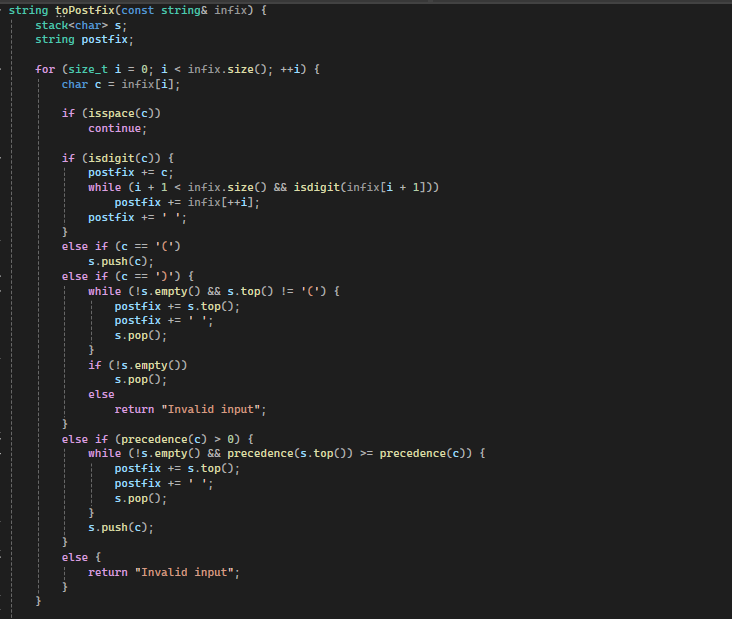 string toPostfix(const string& infix) {
    stack<char> s;
    string postfix;

    for (size_t i = 0; i < infix.size(); ++i) {
        char c = infix[i];

        if (isspace(c))
            continue;

        if (isdigit(c)) {
            postfix += c;
            while (i + 1 < infix.size() && isdigit(infix[i + 1]))
                postfix += infix[++i];
            postfix += ' ';
        }
        else if (c == '(')
            s.push(c);
        else if (c == ')') {
            while (!s.empty() && s.top() != '(') {
                postfix += s.top();
                postfix += ' ';
                s.pop();
            }
            if (!s.empty())
                s.pop();
            else
                return "Invalid input";
        }
        else if (precedence(c) > 0) {
            while (!s.empty() && precedence(s.top()) >= precedence(c)) {
                postfix += s.top();
                postfix += ' ';
                s.pop();
            }
            s.push(c);
        }
        else {
            return "Invalid input";
        }
    }